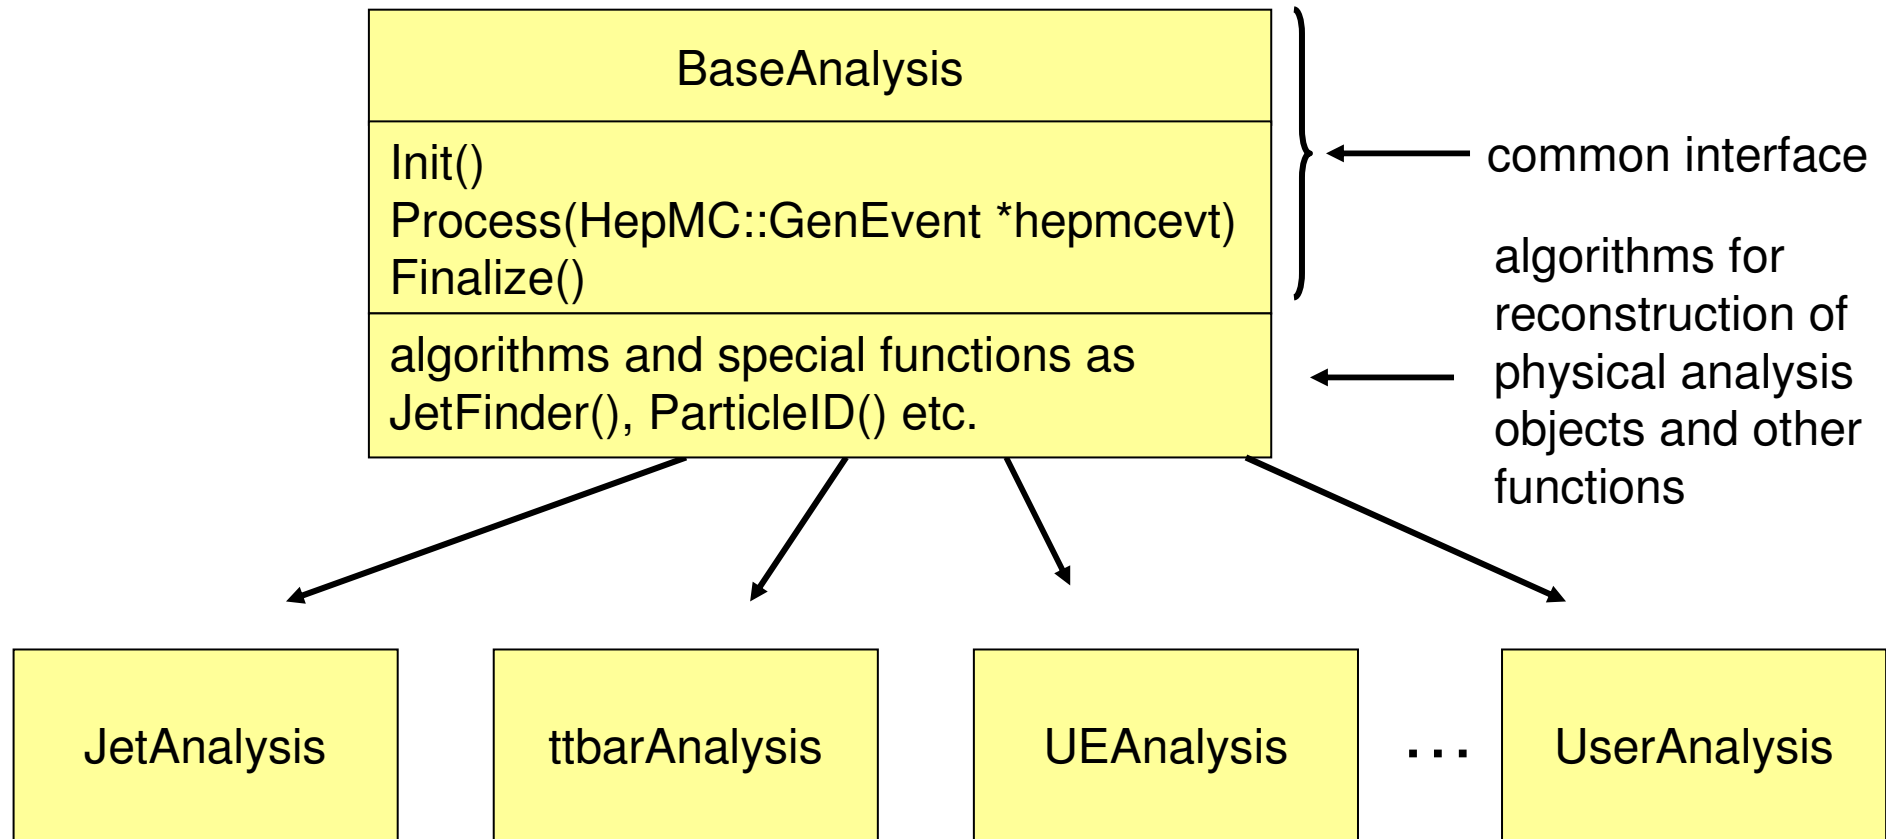 BaseAnalysis
Init()
Process(HepMC::GenEvent *hepmcevt)
Finalize()
common interface
algorithms and special functions as
JetFinder(), ParticleID() etc.
algorithms for
reconstruction of
physical analysis
objects and other
functions
JetAnalysis
ttbarAnalysis
UEAnalysis
...
UserAnalysis